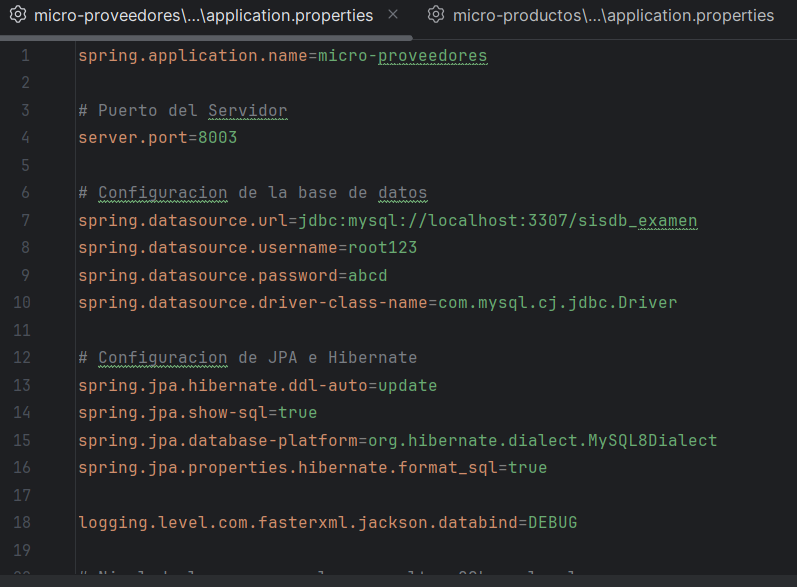 micro-proveedores\...\application.properties
micro-productos\...\application.properties
1 spring.application.name=micro-proveedores
2
3 # Puerto del Servidor
4 server.port=8003
5
6 # Configuracion de la base de datos
7 spring.datasource.url=jdbc:mysql://localhost:3307/sisdb_examen
8 spring.datasource.username=root123
9 spring.datasource.password=abcd
10 spring.datasource.driver-class-name=com.mysql.cj.jdbc.Driver
11
12 # Configuracion de JPA e Hibernate
13 spring.jpa.hibernate.ddl-auto=update
14 spring.jpa.show-sql=true
15 spring.jpa.database-platform=org.hibernate.dialect.MySQL8Dialect
16 spring.jpa.properties.hibernate.format_sql=true
17
18 logging.level.com.fasterxml.jackson.databind=DEBUG
19